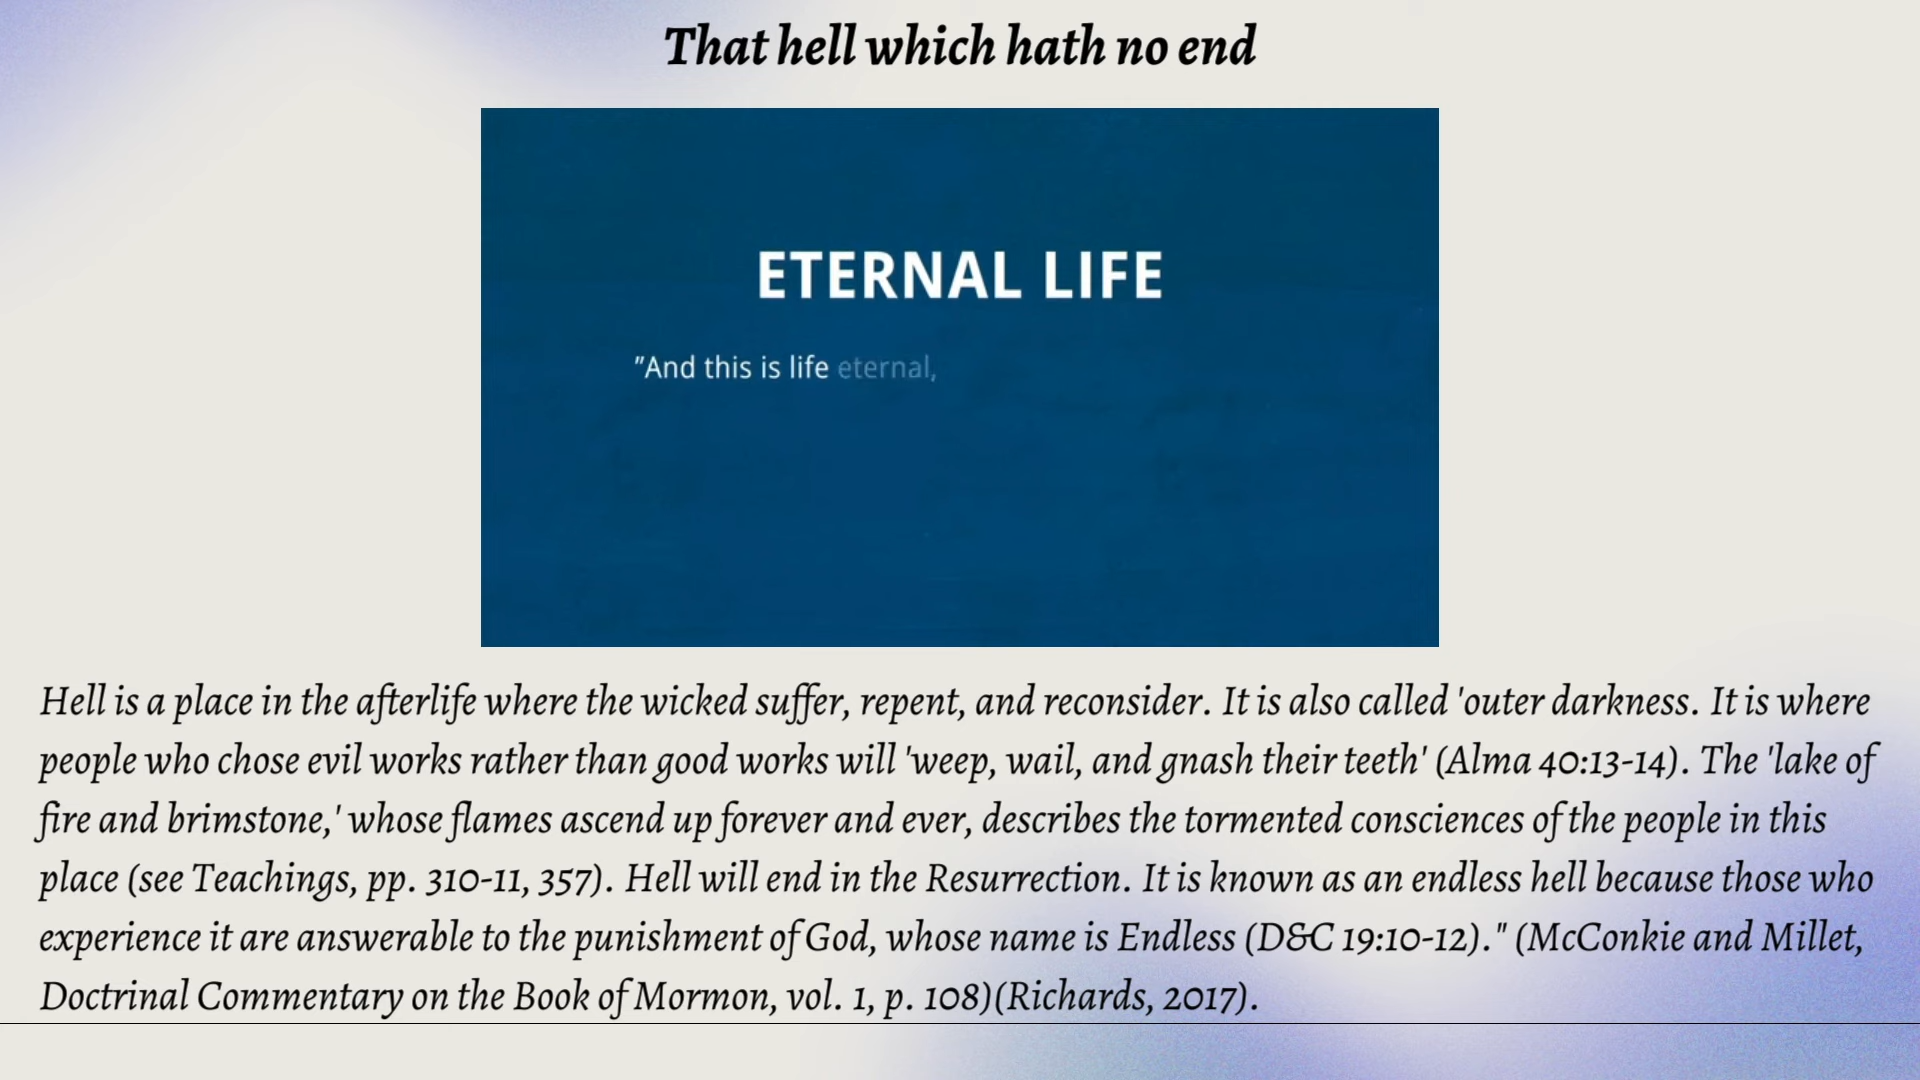 That hell which hath no end
ETERNAL LIFE
"And this is life eternal,
Hell is a place in the afterlife where the wicked suffer, repent, and reconsider. It is also called 'outer darkness. It is where
people who chose evil works rather than good works will 'weep, wail, and gnash their teeth' (Alma 40:13-14). The 'lake of
fire and brimstone,' whose flames ascend up forever and ever, describes the tormented consciences of the people in this
place (see Teachings, pp. 310-11, 357). Hell will end in the Resurrection. It is known as an endless hell because those who
experience it are answerable to the punishment of God, whose name is Endless (D&C 19:10-12)." (McConkie and Millet,
Doctrinal Commentary on the Book of Mormon, vol. 1, p. 108)(Richards, 2017).